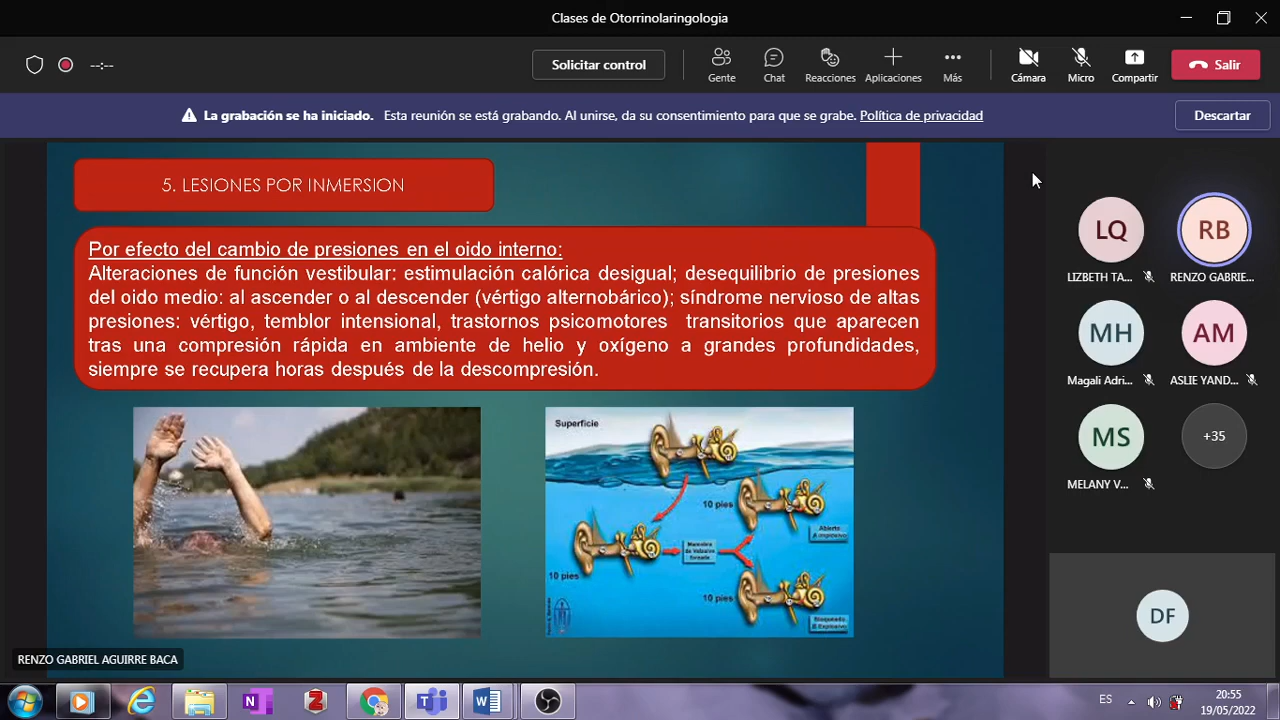 Clases de Otorrinolaringologia
--:--
Solicitar control
Gente
Chat
Reacciones
Aplicaciones
Más
Cámara
Micro
Compartir
Salir
La grabación se ha iniciado. Esta reunión se está grabando. Al unirse, da su consentimiento para que se grabe. Política de privacidad
Descartar
5. LESIONES POR INMERSION
Por efecto del cambio de presiones en el oido interno:
Alteraciones de función vestibular: estimulación calórica desigual; desequilibrio de presiones
del oido medio: al ascender o al descender (vértigo alternobárico); síndrome nervioso de altas
presiones: vértigo, temblor intensional, trastornos psicomotores transitorios que aparecen
tras una compresión rápida en ambiente de helio y oxígeno a grandes profundidades,
siempre se recupera horas después de la descompresión.
Superficie
10 pies
10 pies
Maniobra
de Valsalva
forzada
10 pies
Abierto
Bloqueado
Explosivo
RENZO GABRIEL AGUIRRE BACA
LQ
LIZBETH TA...
RB
RENZO GABRIE...
MH
Magali Adri...
AM
ASLIE YAND...
MS
MELANY V...
+35
DF
ES
20:55
19/05/2022